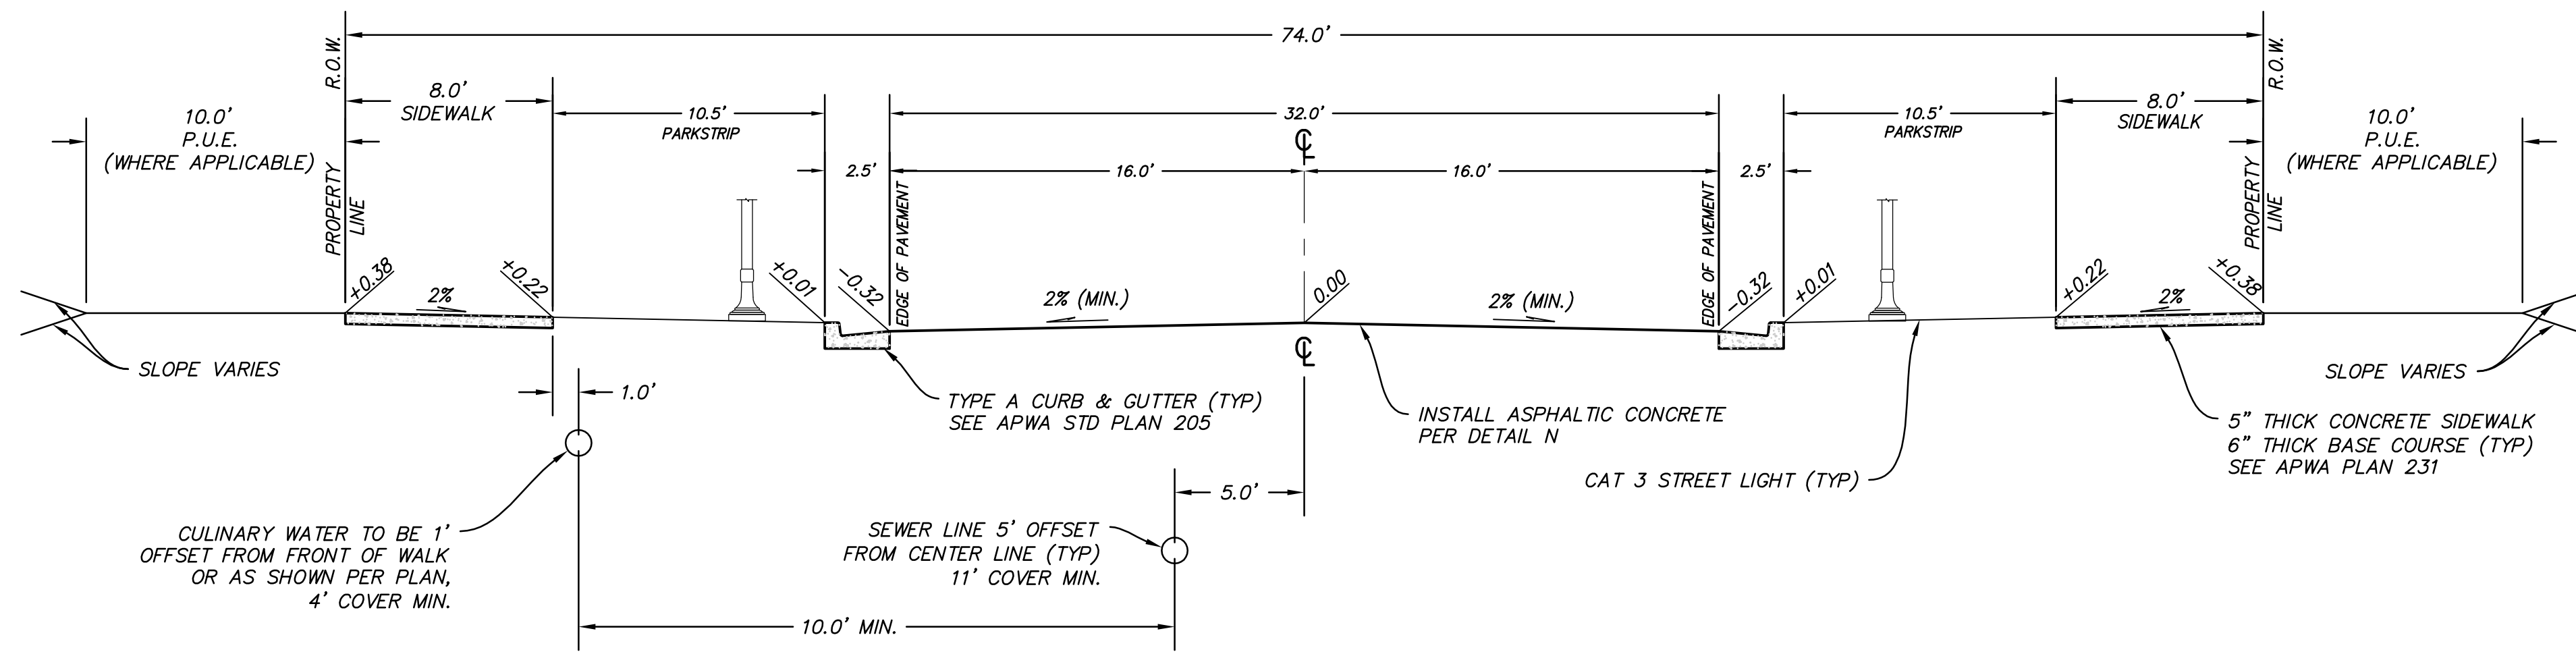 74.0'
R.O.W.
R.O.W.
8.0'
SIDEWALK
8.0'
SIDEWALK
10.0'
P.U.E.
(WHERE APPLICABLE)
10.5'
PARKSTRIP
32.0'
10.5'
PARKSTRIP
10.0'
P.U.E.
(WHERE APPLICABLE)
CL
2.5'
16.0'
16.0'
2.5'
PROPERTY
LINE
EDGE OF PAVEMENT
EDGE OF PAVEMENT
PROPERTY
LINE
+0.38
+0.22
+0.01
-0.32
0.00
-0.32
+0.01
+0.22
+0.38
2%
2% (MIN.)
2% (MIN.)
2%
CL
SLOPE VARIES
SLOPE VARIES
1.0'
TYPE A CURB & GUTTER (TYP)
SEE APWA STD PLAN 205
INSTALL ASPHALTIC CONCRETE
PER DETAIL N
5" THICK CONCRETE SIDEWALK
6" THICK BASE COURSE (TYP)
SEE APWA PLAN 231
CAT 3 STREET LIGHT (TYP)
5.0'
CULINARY WATER TO BE 1'
OFFSET FROM FRONT OF WALK
OR AS SHOWN PER PLAN,
4' COVER MIN.
SEWER LINE 5' OFFSET
FROM CENTER LINE (TYP)
11' COVER MIN.
10.0' MIN.